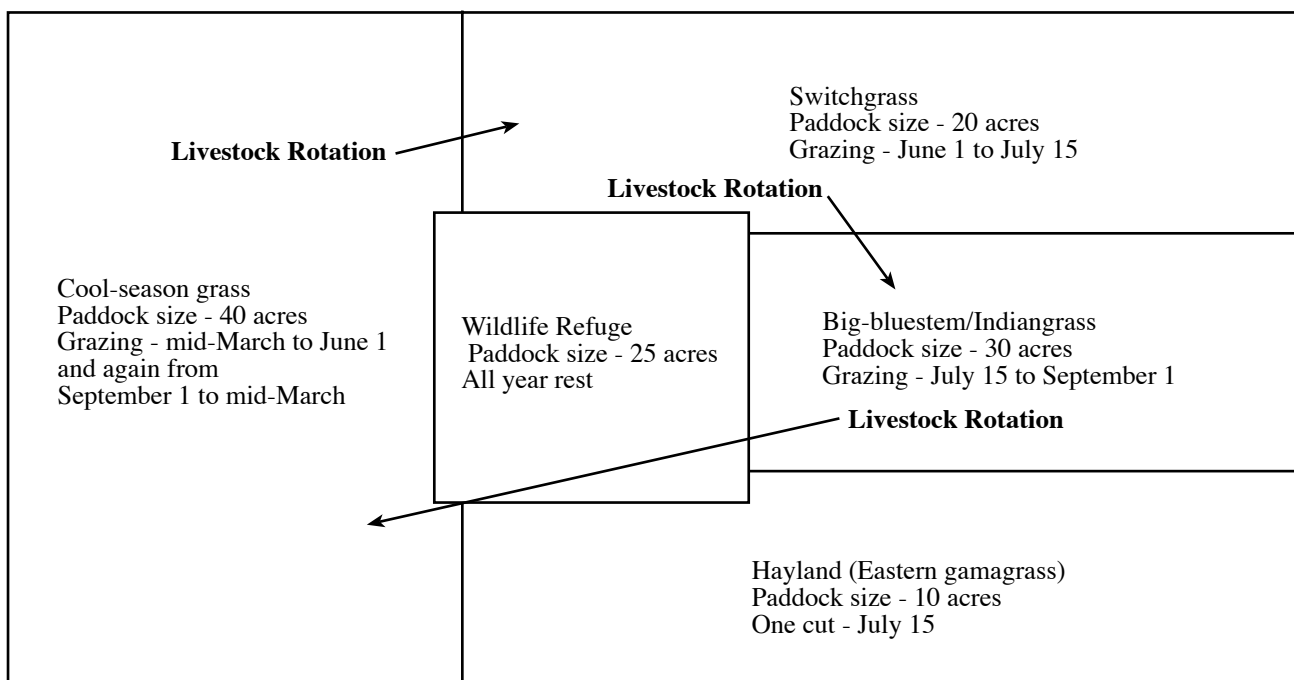 Switchgrass
Paddock size - 20 acres
Grazing - June 1 to July 15
Livestock Rotation
Livestock Rotation
Cool-season grass
Paddock size - 40 acres
Grazing - mid-March to June 1
and again from
September 1 to mid-March
Wildlife Refuge
Paddock size - 25 acres
All year rest
Big-bluestem/Indiangrass
Paddock size - 30 acres
Grazing - July 15 to September 1
Livestock Rotation
Hayland (Eastern gamagrass)
Paddock size - 10 acres
One cut - July 15